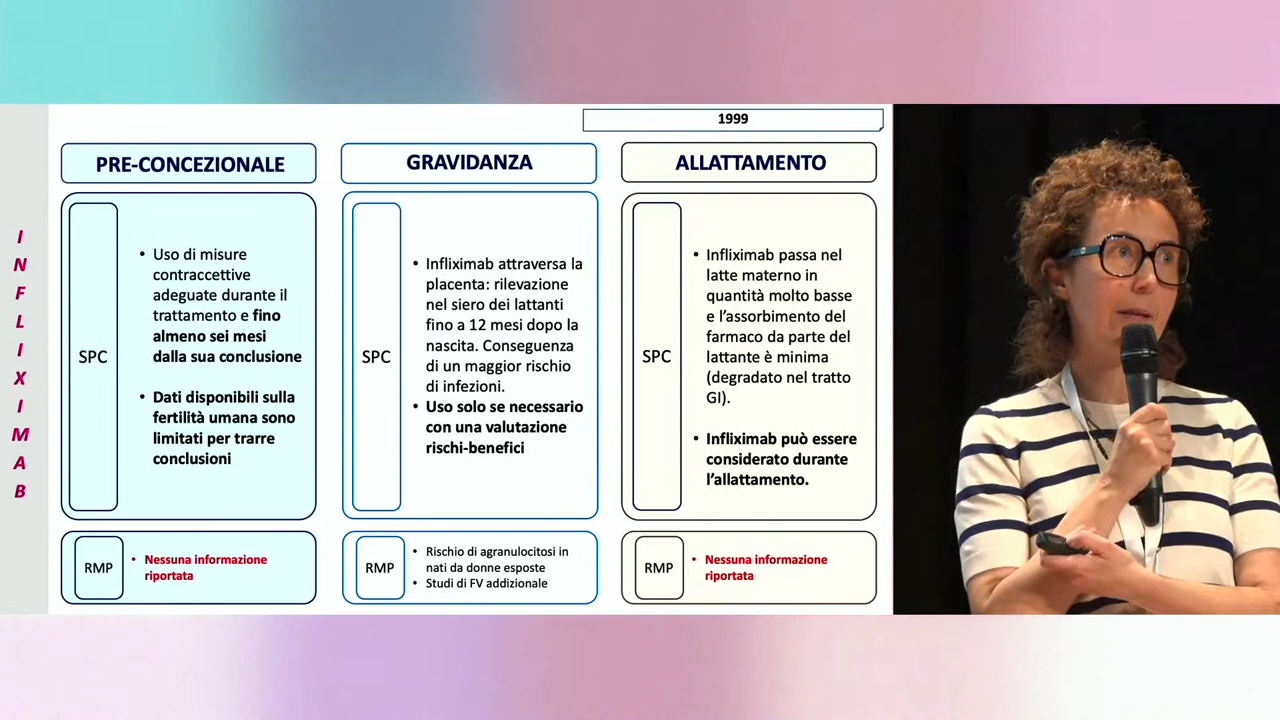 1999
INFLIXIMAB
PRE-CONCEZIONALE
SPC
• Uso di misure
contraccettive
adeguate durante il
trattamento e fino
almeno sei mesi
dalla sua conclusione
• Dati disponibili sulla
fertilità umana sono
limitati per trarre
conclusioni
RMP
• Nessuna informazione
riportata
GRAVIDANZA
SPC
• Infliximab attraversa la
placenta: rilevazione
nel siero dei lattanti
fino a 12 mesi dopo la
nascita. Conseguenza
di un maggior rischio
di infezioni.
• Uso solo se necessario
con una valutazione
rischi-benefici
RMP
• Rischio di agranulocitosi in
nati da donne esposte
• Studi di FV addizionale
ALLATTAMENTO
SPC
• Infliximab passa nel
latte materno in
quantità molto basse
e l’assorbimento del
farmaco da parte del
lattante è minima
(degradato nel tratto
GI).
• Infliximab può essere
considerato durante
l’allattamento.
RMP
• Nessuna informazione
riportata